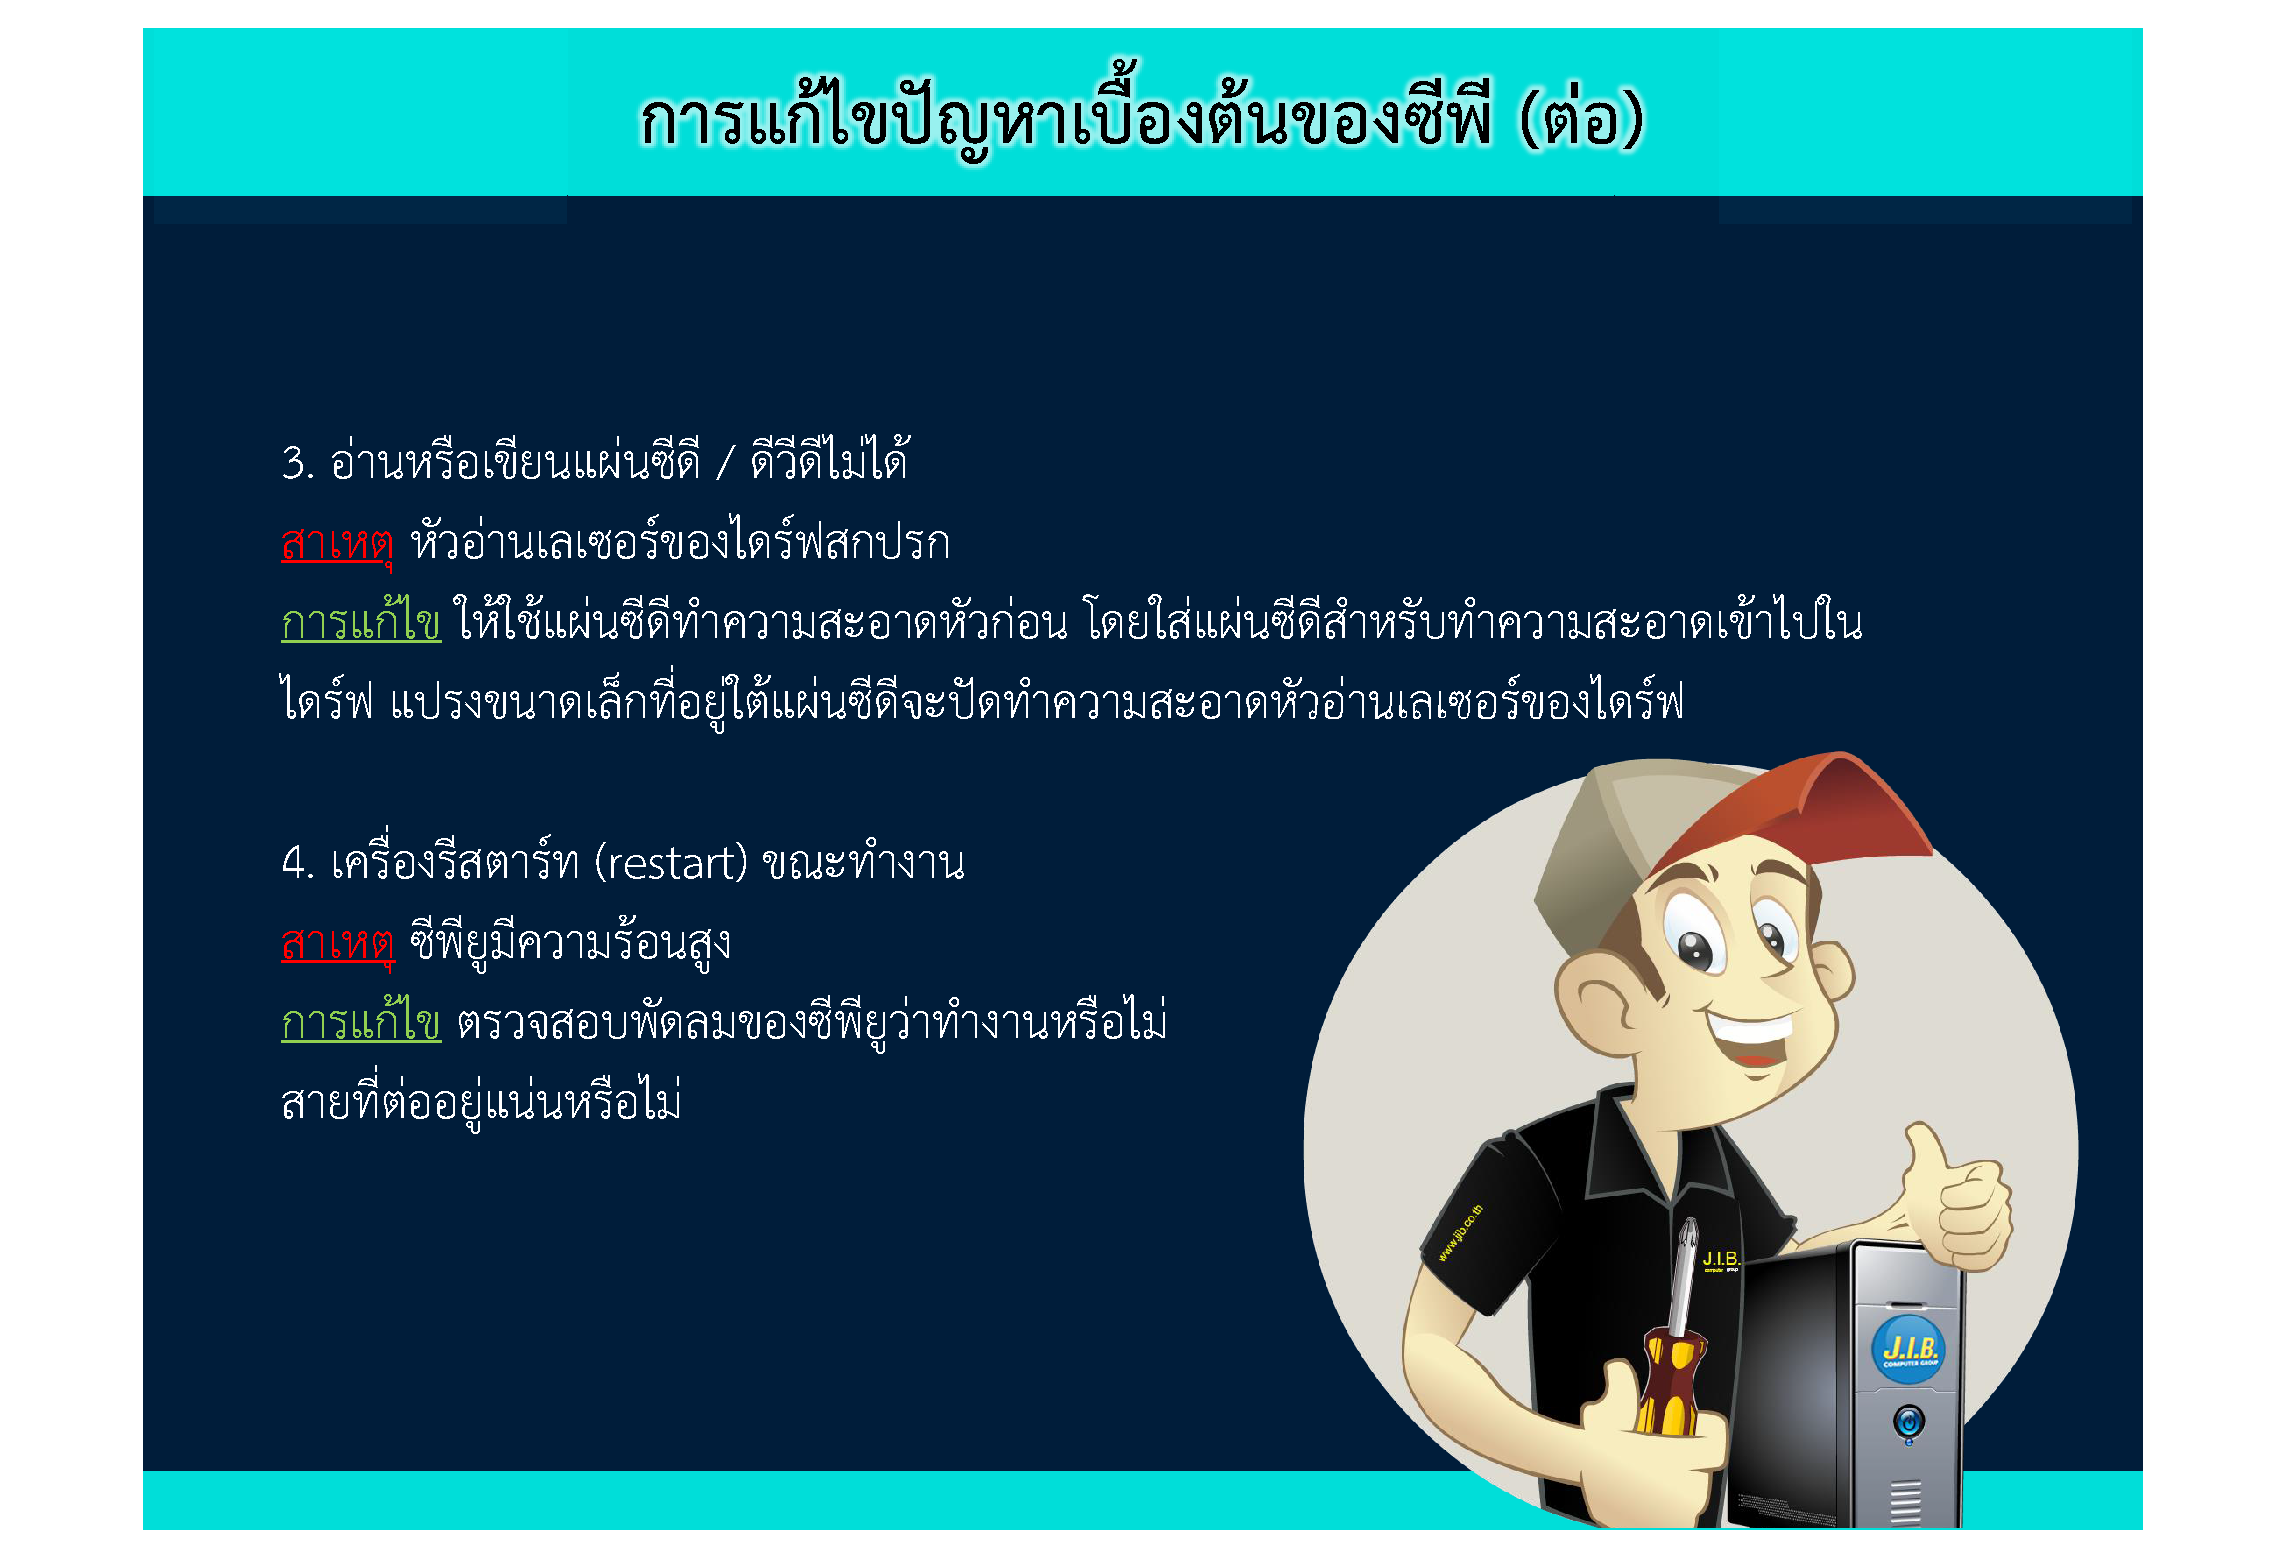 การแก้ไขปัญหาเบื้องต้นของซีพี (ต่อ)
3. อ่านหรือเขียนแผ่นซีดี / ดีวีดีไม่ได้
สาเหตุ หัวอ่านเลเซอร์ของไดร์ฟสกปรก
การแก้ไข ให้ใช้แผ่นซีดีทำความสะอาดหัวก่อน โดยใส่แผ่นซีดีสำหรับทำความสะอาดเข้าไปใน
ไดร์ฟ แปรงขนาดเล็กที่อยู่ใต้แผ่นซีดีจะปัดทำความสะอาดหัวอ่านเลเซอร์ของไดร์ฟ
4. เครื่องรีสตาร์ท (restart) ขณะทำงาน
สาเหตุ ซีพียูมีความร้อนสูง
การแก้ไข ตรวจสอบพัดลมของซีพียูว่าทำงานหรือไม่
สายที่ต่ออยู่แน่นหรือไม่
www.jib.co.th
J.I.B.
computer group
J.I.B.
COMPUTER GROUP